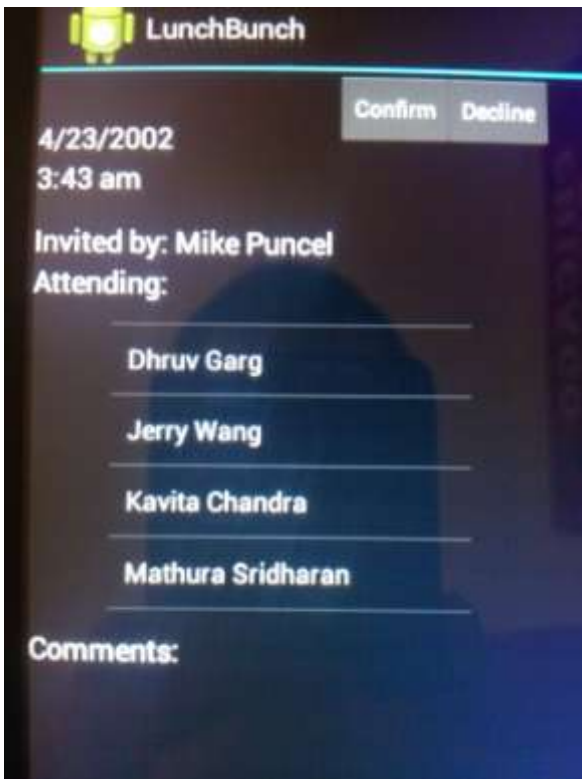 LunchBunch
Confirm Decline
4/23/2002
3:43 am
Invited by: Mike Puncel
Attending:
Dhruv Garg
Jerry Wang
Kavita Chandra
Mathura Sridharan
Comments: